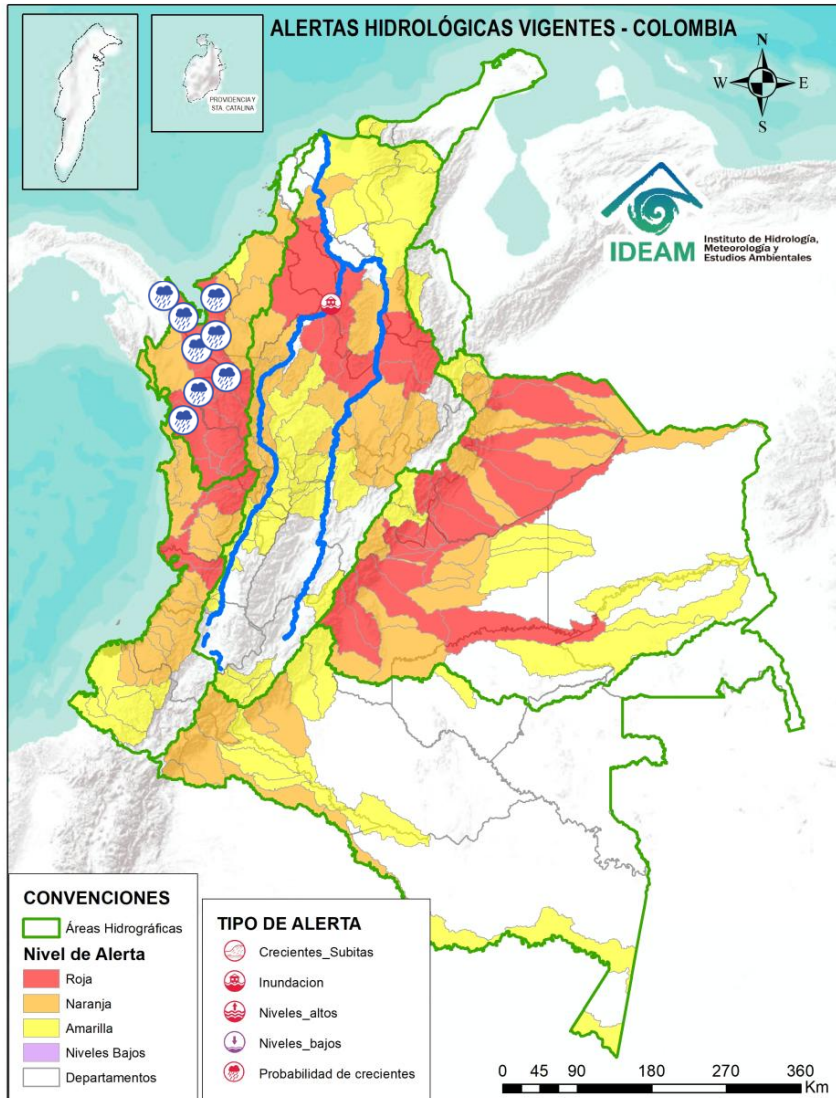 ALERTAS HIDROLÓGICAS VIGENTES - COLOMBIA
PROVIDENCIA Y
STA. CATALINA
N
W
E
S
IDEAM
Instituto de Hidrología,
Meteorología y
Estudios Ambientales
CONVENCIONES
Áreas Hidrográficas
Nivel de Alerta
Roja
Naranja
Amarilla
Niveles Bajos
Departamentos
TIPO DE ALERTA
Crecientes_Subitas
Inundacion
Niveles_altos
Niveles_bajos
Probabilidad de crecientes
0 45 90 180 270 360
Km